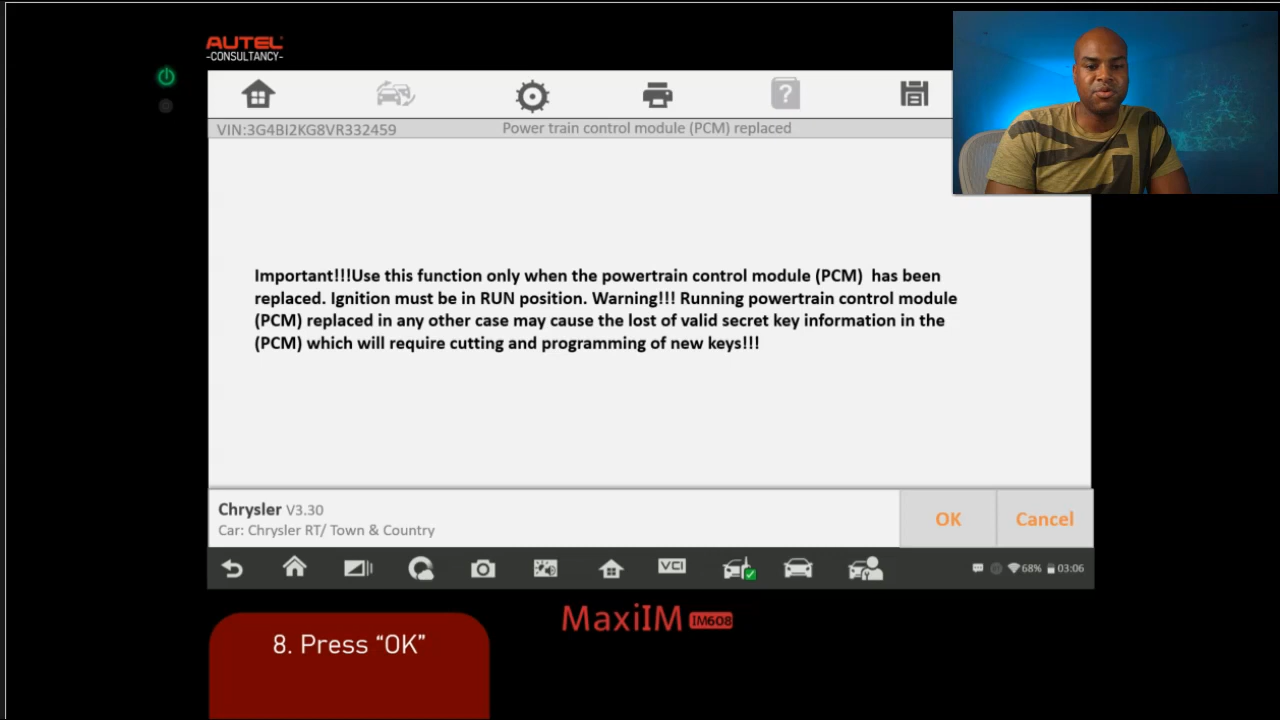 AUTEL
-CONSULTANCY-
VIN:3G4BI2KG8VR332459
Power train control module (PCM) replaced
Important!!!Use this function only when the powertrain control module (PCM) has been
replaced. Ignition must be in RUN position. Warning!!! Running powertrain control module
(PCM) replaced in any other case may cause the lost of valid secret key information in the
(PCM) which will require cutting and programming of new keys!!!
Chrysler V3.30
Car: Chrysler RT/ Town & Country
OK
Cancel
VCI
68% 03:06
MaxiIM IM608
8. Press “OK”